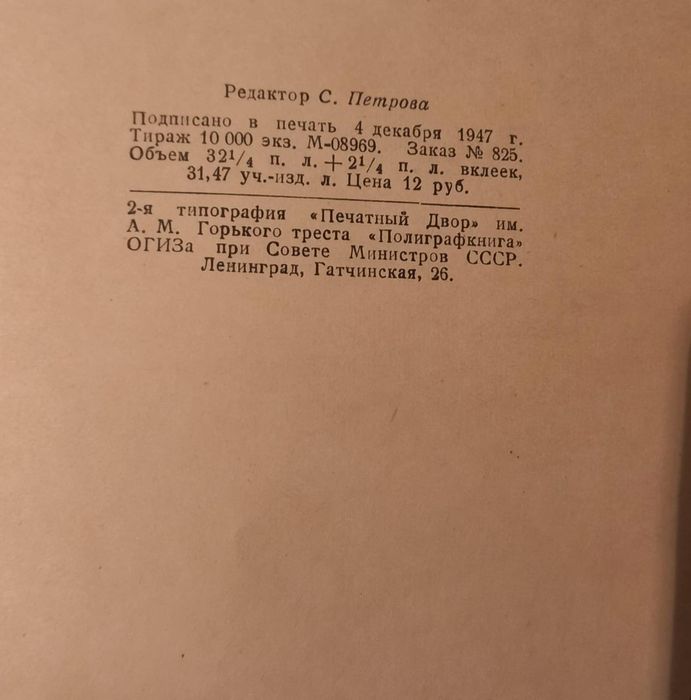 Редактор С. Петрова
Подписано в печать 4 декабря 1947 г.
Тираж 10 000 экз. М-08969. Заказ № 825.
Объем 32¹/₄ п. л. + 2¹/₄ п. л. вклеек,
31,47 уч.-изд. л. Цена 12 руб.
2-я типография «Печатный Двор» им.
А. М. Горького треста «Полиграфкнига»
ОГИЗа при Совете Министров СССР.
Ленинград, Гатчинская, 26.